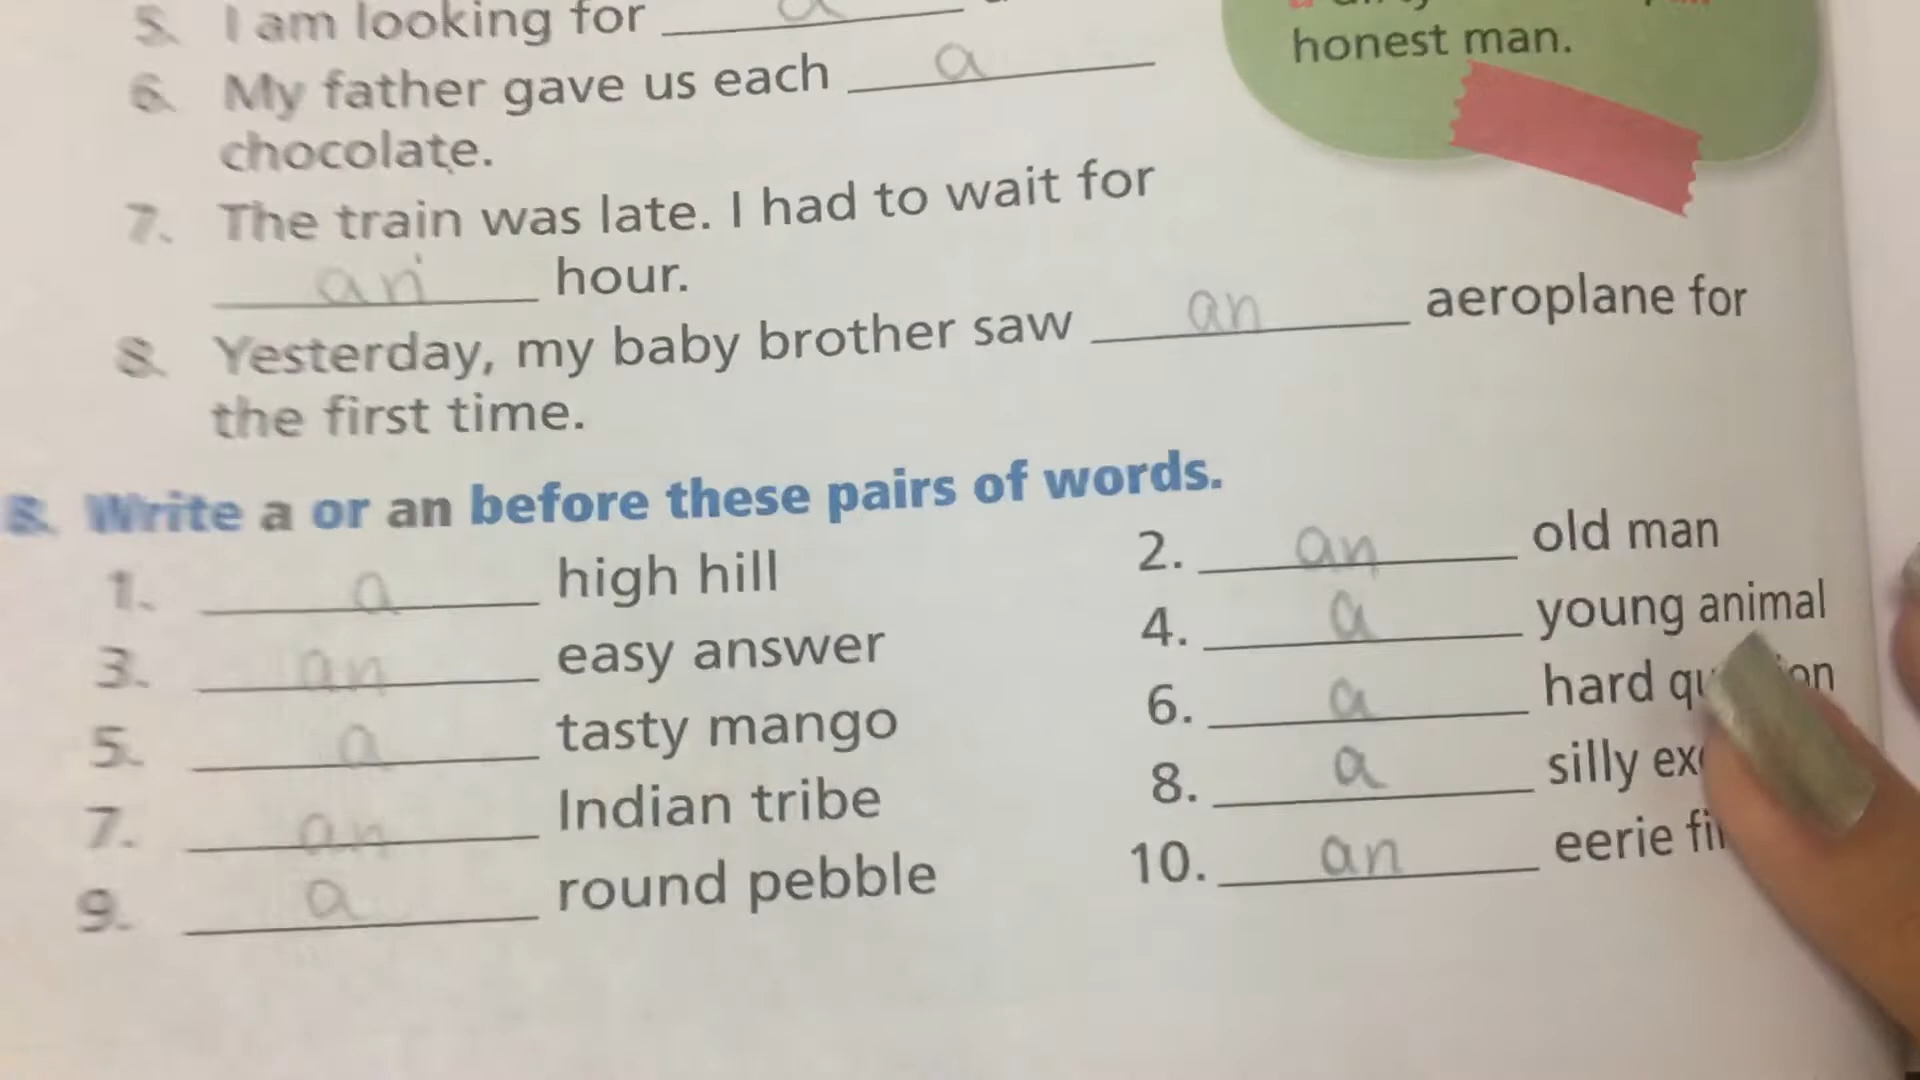 5. I am looking for a
6. My father gave us each a
chocolate.
honest man.
7. The train was late. I had to wait for
an hour.
8. Yesterday, my baby brother saw an aeroplane for
the first time.
B. Write a or an before these pairs of words.
1. a high hill
2. an old man
3. an easy answer
4. a young animal
5. a tasty mango
6. a hard
7. an Indian tribe
8. a silly
9. a round pebble
10. an eerie